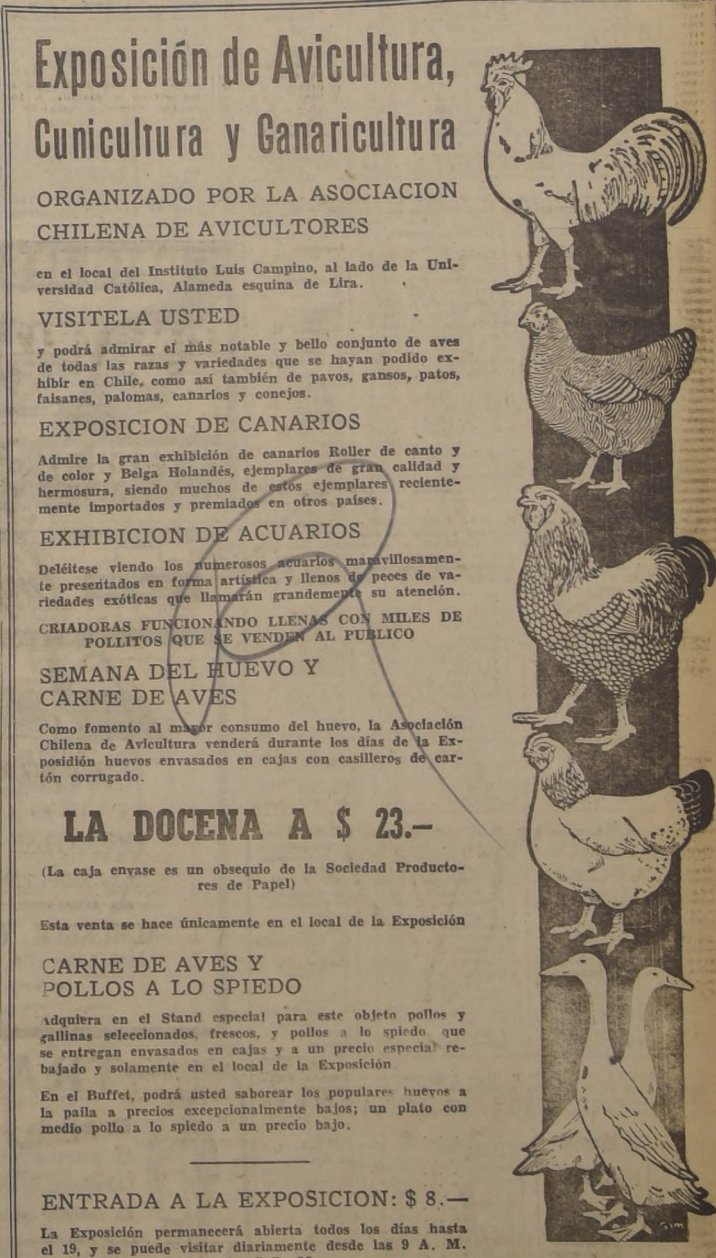 Exposición de Avicultura,
Cunicultura y Canaricultura
ORGANIZADO POR LA ASOCIACION
CHILENA DE AVICULTORES
en el local del Instituto Luis Campino, al lado de la Uni-
versidad Católica, Alameda esquina de Lira.
VISITELA USTED
y podrá admirar el más notable y bello conjunto de aves
de todas las razas y variedades que se hayan podido ex-
hibir en Chile, como así también de pavos, gansos, patos,
faisanes, palomas, canarios y conejos.
EXPOSICION DE CANARIOS
Admire la gran exhibición de canarios Roller de canto y
de color y Belga Holandés, ejemplares de gran calidad y
hermosura, siendo muchos de estos ejemplares reciente-
mente importados y premiados en otros países.
EXHIBICION DE ACUARIOS
Deléitese viendo los numerosos acuarios maravillosamen-
te presentados en forma artística y llenos de peces de va-
riedades exóticas que llamarán grandemente su atención.
CRIADORAS FUNCIONANDO LLENAS CON MILES DE
POLLITOS QUE SE VENDEN AL PUBLICO
SEMANA DEL HUEVO Y
CARNE DE AVES
Como fomento al mayor consumo del huevo, la Asociación
Chilena de Avicultura venderá durante los días de la Ex-
posidión huevos envasados en cajas con casilleros de car-
tón corrugado.
LA DOCENA A $ 23.—
(La caja envase es un obsequio de la Sociedad Producto-
res de Papel)
Esta venta se hace únicamente en el local de la Exposición
CARNE DE AVES Y
POLLOS A LO SPIEDO
Adquiera en el Stand especial para este objeto pollos y
gallinas seleccionados, frescos, y pollos a lo spiedo que
se entregan envasados en cajas y a un precio especial re-
bajado y solamente en el local de la Exposición
En el Buffet, podrá usted saborear los populares huevos a
la paila a precios excepcionalmente bajos; un plato con
medio pollo a lo spiedo a un precio bajo.
ENTRADA A LA EXPOSICION: $ 8.—
La Exposición permanecerá abierta todos los días hasta
el 19, y se puede visitar diariamente desde las 9 A. M.